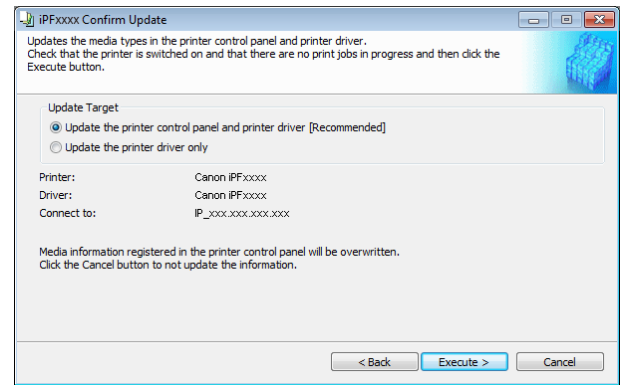 iPFxxxx Confirm Update
Updates the media types in the printer control panel and printer driver.
Check that the printer is switched on and that there are no print jobs in progress and then click the
Execute button.
Update Target
Update the printer control panel and printer driver [Recommended]
Update the printer driver only
Printer: Canon iPFxxxx
Driver: Canon iPFxxxx
Connect to: IP_xxx.xxx.xxx.xxx
Media information registered in the printer control panel will be overwritten.
Click the Cancel button to not update the information.
< Back Execute > Cancel